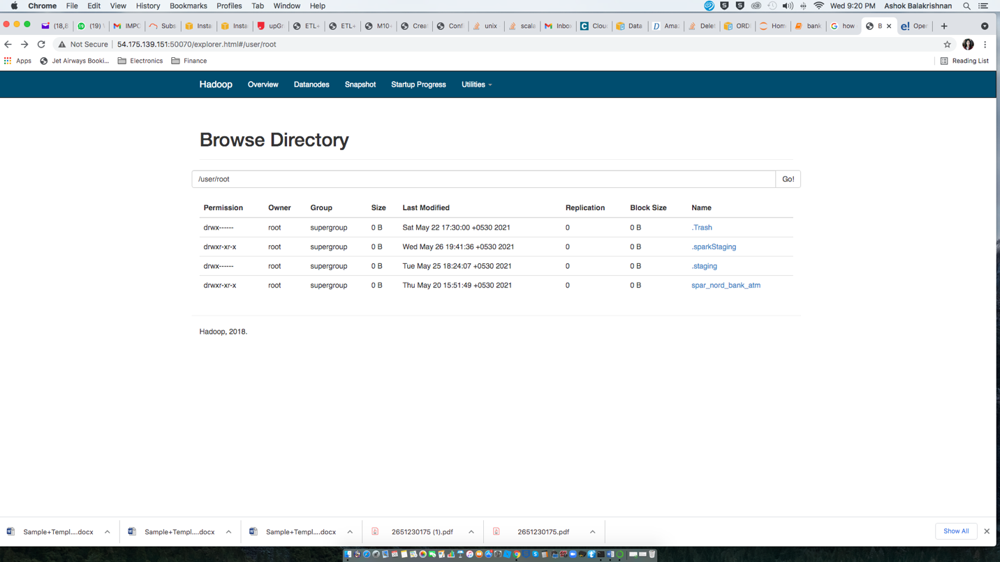 Chrome File Edit View History Bookmarks Profiles Tab Window Help Wed 9:20 PM Ashok Balakrishnan
(18,8 (19) IMPC Subs Insta Insta upGr ETL+ ETL+ M10+ Creat Confi unix scala Inbox Clou Data Ama Delet ORD Hom bank how B Oper
Not Secure 54.175.139.151:50070/explorer.html#/user/root
Apps Jet Airways Booki... Electronics Finance Reading List
Hadoop Overview Datanodes Snapshot Startup Progress Utilities
Browse Directory
/user/root Go!
Permission Owner Group Size Last Modified Replication Block Size Name
drwx------ root supergroup 0 B Sat May 22 17:30:00 +0530 2021 0 0 B .Trash
drwxr-xr-x root supergroup 0 B Wed May 26 19:41:36 +0530 2021 0 0 B .sparkStaging
drwx------ root supergroup 0 B Tue May 25 18:24:07 +0530 2021 0 0 B .staging
drwxr-xr-x root supergroup 0 B Thu May 20 15:51:49 +0530 2021 0 0 B spar_nord_bank_atm
Hadoop, 2018.
Sample+Templ....docx Sample+Templ....docx Sample+Templ....docx 2651230175 (1).pdf 2651230175.pdf Show All